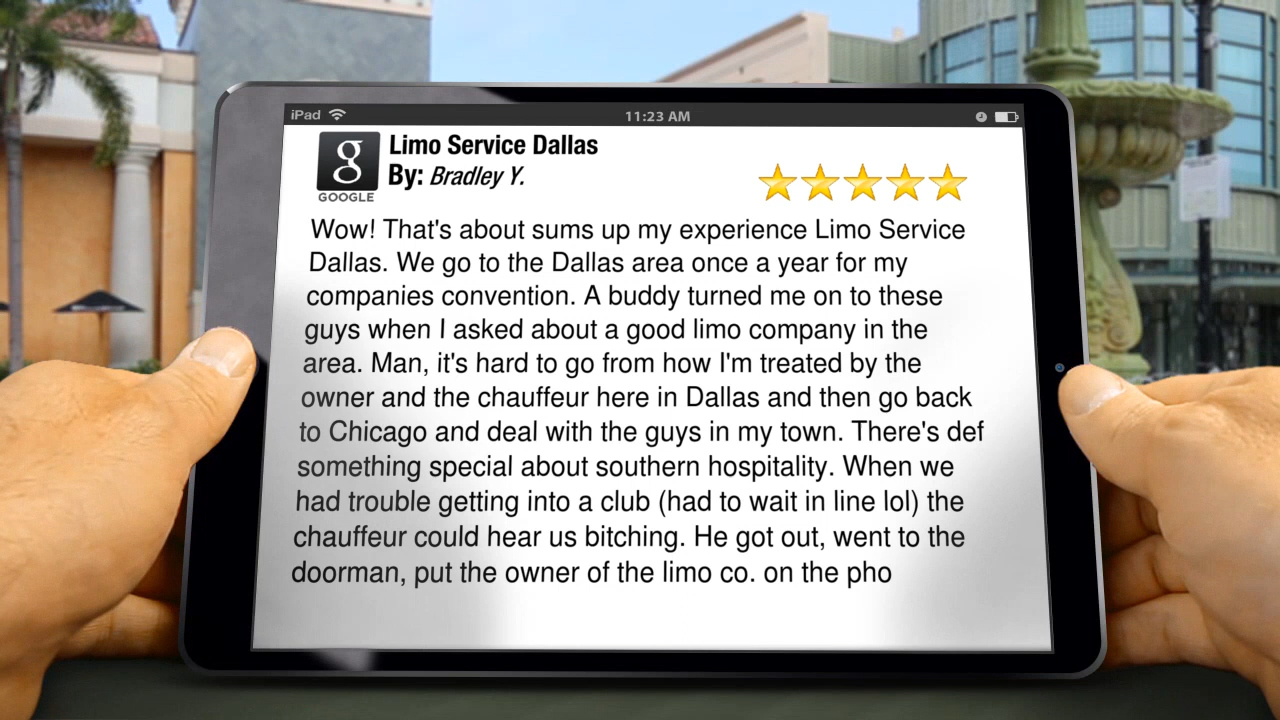 iPad
11:23 AM
g
GOOGLE
Limo Service Dallas
By: Bradley Y.
Wow! That's about sums up my experience Limo Service
Dallas. We go to the Dallas area once a year for my
companies convention. A buddy turned me on to these
guys when I asked about a good limo company in the
area. Man, it's hard to go from how I'm treated by the
owner and the chauffeur here in Dallas and then go back
to Chicago and deal with the guys in my town. There's def
something special about southern hospitality. When we
had trouble getting into a club (had to wait in line lol) the
chauffeur could hear us bitching. He got out, went to the
doorman, put the owner of the limo co. on the pho